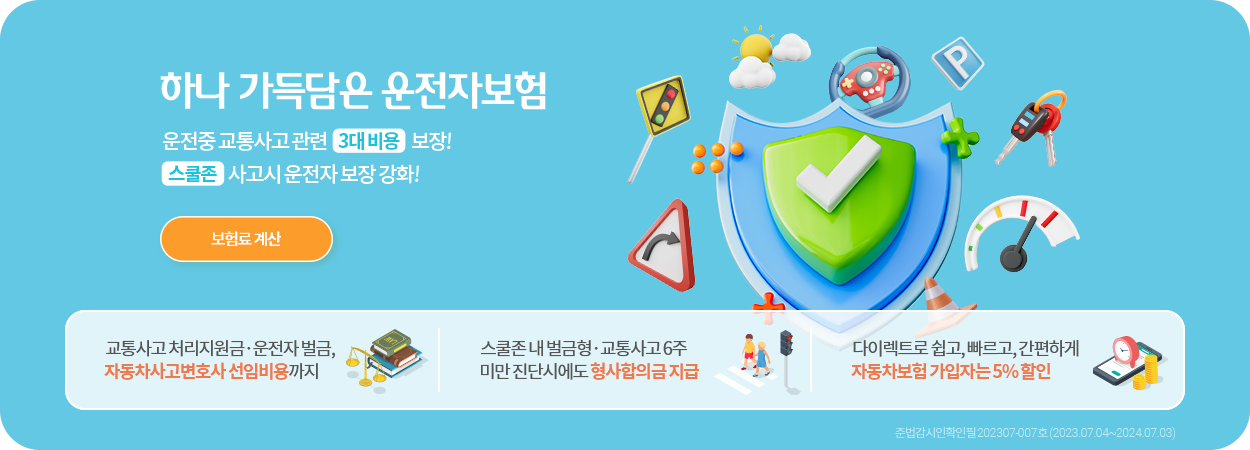 하나 가득담은 운전자보험
운전중 교통사고 관련 3대 비용 보장!
스쿨존 사고시 운전자 보장 강화!
보험료 계산
교통사고 처리지원금·운전자 벌금,
자동차사고변호사 선임비용까지
스쿨존 내 벌금형·교통사고 6주
미만 진단시에도 형사합의금 지급
다이렉트로 쉽고, 빠르고, 간편하게
자동차보험 가입자는 5% 할인
준법감시인확인필 202307-007호 (2023.07.04~2024.07.03)
P